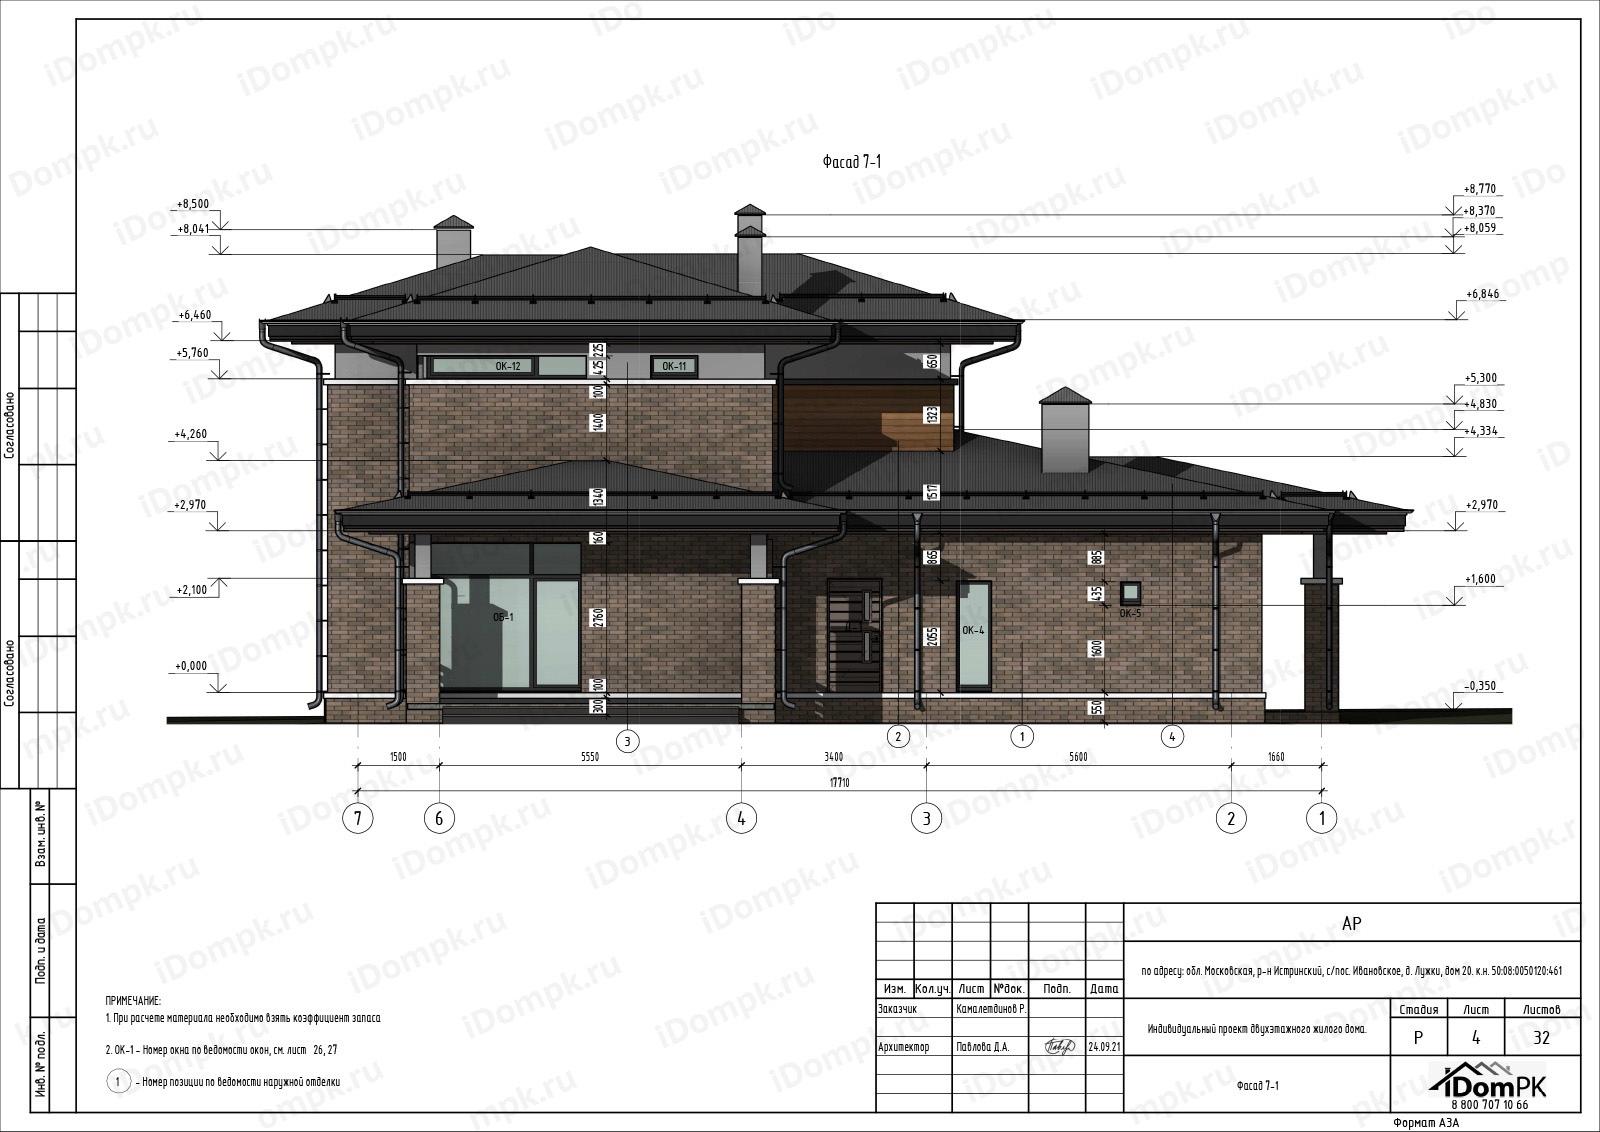 Фасад 7-1
+8,500
+8,041
+6,460
+5,760
+4,260
+2,970
+2,100
+0,000
+8,770
+8,370
+8,059
+6,846
+5,300
+4,830
+4,334
+2,970
+1,600
-0,350
ОК-12
ОК-11
ОБ-1
ОК-4
ОК-5
225
425
100
1400
1340
160
2760
100
300
650
1323
1517
865
2055
885
435
1600
550
3
2
1
4
1500
5550
3400
5600
1660
17710
7
6
4
3
2
1
Согласовано
Согласовано
Взам. инв. №
Подп. и дата
Инв. № подл.
ПРИМЕЧАНИЕ:
1. При расчете материала необходимо взять коэффициент запаса
2. ОК-1 - Номер окна по ведомости окон, см. лист 26, 27
1 - Номер позиции по ведомости наружной отделки
АР
по адресу: обл. Московская, р-н Истринский, с/пос. Ивановское, д. Лужки, дом 20. к.н. 50:08:0050120:461
Изм. Кол.уч. Лист №док. Подп. Дата
Заказчик Камалетдинов Р.
Архитектор Павлова Д.А. 24.09.21
Индивидуальный проект двухэтажного жилого дома.
Стадия Лист Листов
Р 4 32
Фасад 7-1
iDomPK
8 800 707 10 66
Формат А3А
iDompk.ru